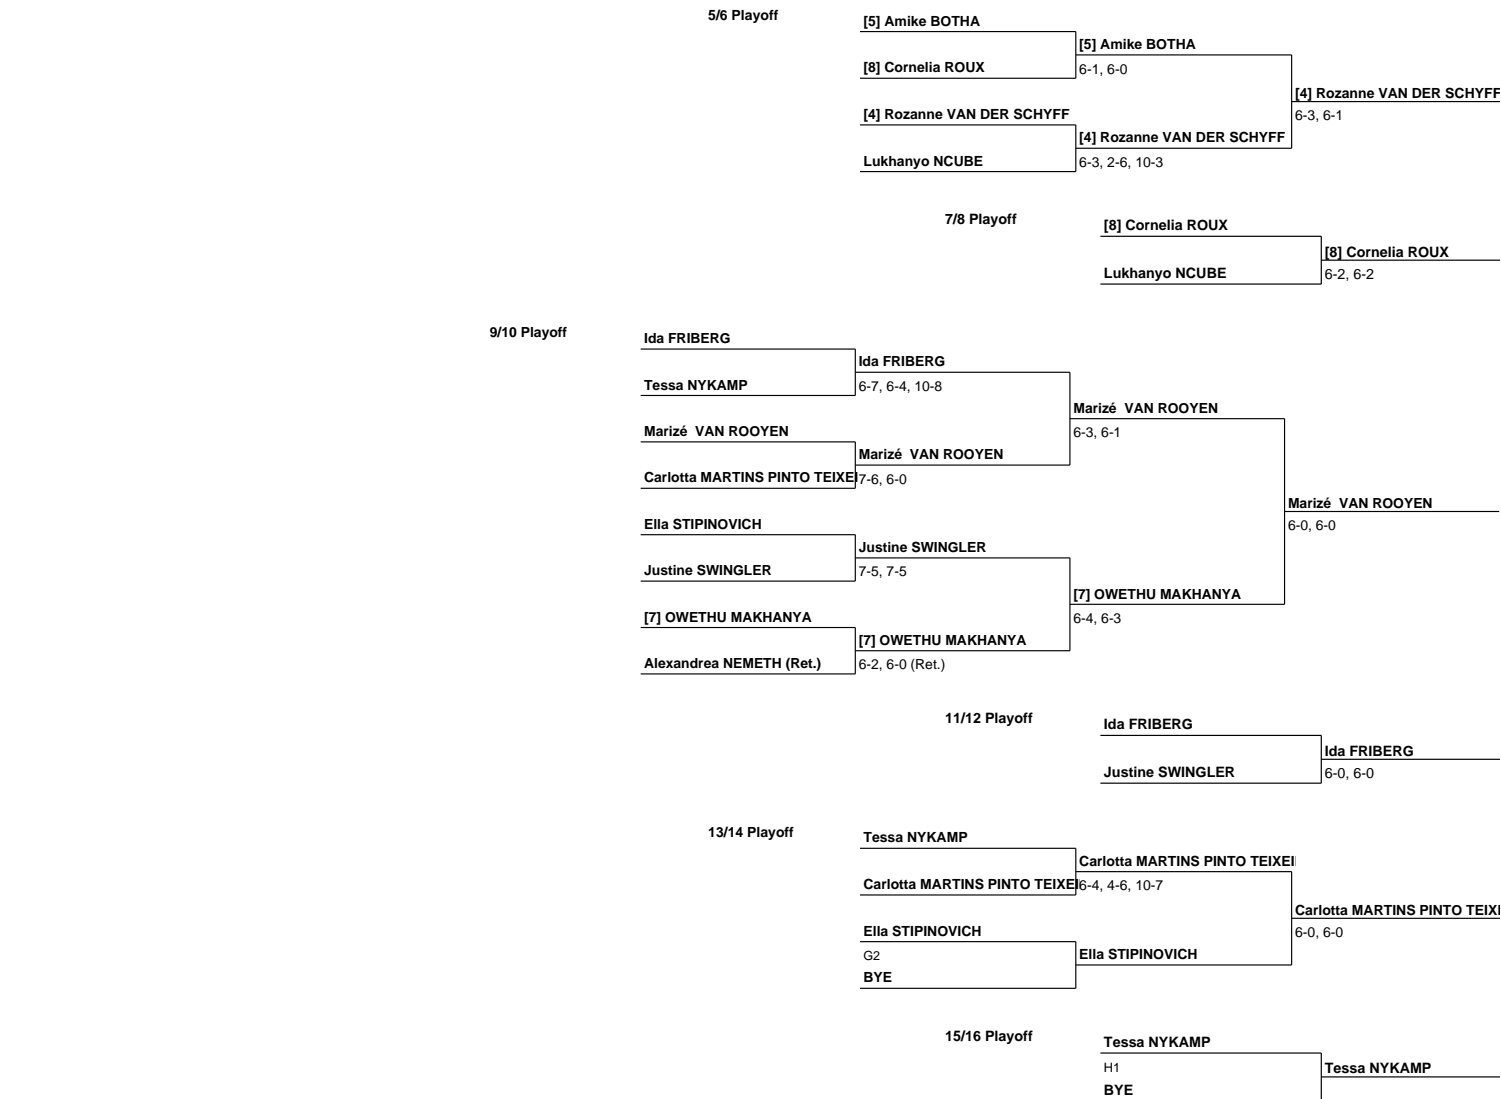 5/6 Playoff
[5] Amike BOTHA
[5] Amike BOTHA
[8] Cornelia ROUX
6-1, 6-0
[4] Rozanne VAN DER SCHYFF
6-3, 6-1
[4] Rozanne VAN DER SCHYFF
[4] Rozanne VAN DER SCHYFF
Lukhanyo NCUBE
6-3, 2-6, 10-3
7/8 Playoff
[8] Cornelia ROUX
[8] Cornelia ROUX
Lukhanyo NCUBE
6-2, 6-2
9/10 Playoff
Ida FRIBERG
Ida FRIBERG
Tessa NYKAMP
6-7, 6-4, 10-8
Marizé VAN ROOYEN
6-3, 6-1
Marizé VAN ROOYEN
Marizé VAN ROOYEN
Carlotta MARTINS PINTO TEIXEI
7-6, 6-0
Marizé VAN ROOYEN
6-0, 6-0
Ella STIPINOVICH
Justine SWINGLER
Justine SWINGLER
7-5, 7-5
[7] OWETHU MAKHANYA
6-4, 6-3
[7] OWETHU MAKHANYA
[7] OWETHU MAKHANYA
Alexandrea NEMETH (Ret.)
6-2, 6-0 (Ret.)
11/12 Playoff
Ida FRIBERG
Ida FRIBERG
Justine SWINGLER
6-0, 6-0
13/14 Playoff
Tessa NYKAMP
Carlotta MARTINS PINTO TEIXEI
Carlotta MARTINS PINTO TEIXEI
6-4, 4-6, 10-7
Carlotta MARTINS PINTO TEIXE
6-0, 6-0
Ella STIPINOVICH
G2
Ella STIPINOVICH
BYE
15/16 Playoff
Tessa NYKAMP
H1
Tessa NYKAMP
BYE